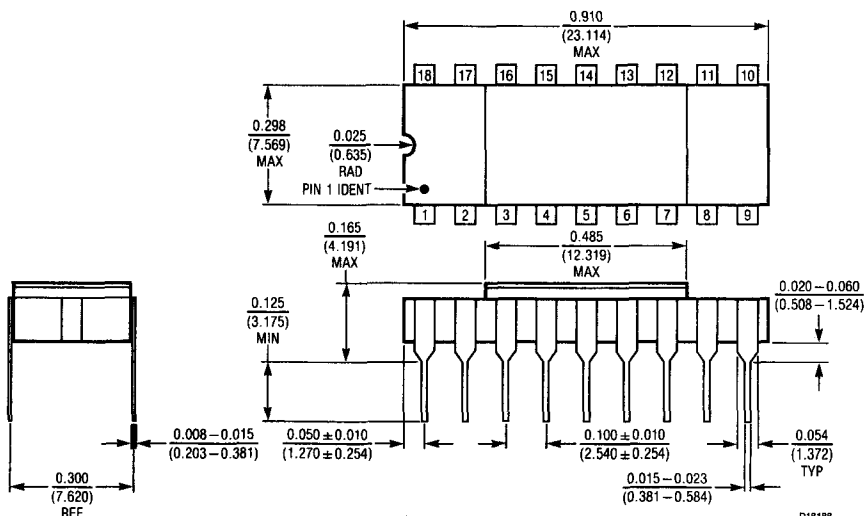 0.910
(23.114)
MAX
18 17 16 15 14 13 12 11 10
0.298
(7.569)
MAX
0.025
(0.635)
RAD
PIN 1 IDENT
1 2 3 4 5 6 7 8 9
0.165
(4.191)
MAX
0.485
(12.319)
MAX
0.020–0.060
(0.508–1.524)
0.125
(3.175)
MIN
0.008–0.015
(0.203–0.381)
0.050 ± 0.010
(1.270 ± 0.254)
0.100 ± 0.010
(2.540 ± 0.254)
0.054
(1.372)
TYP
0.300
(7.620)
REF
0.015–0.023
(0.381–0.584)